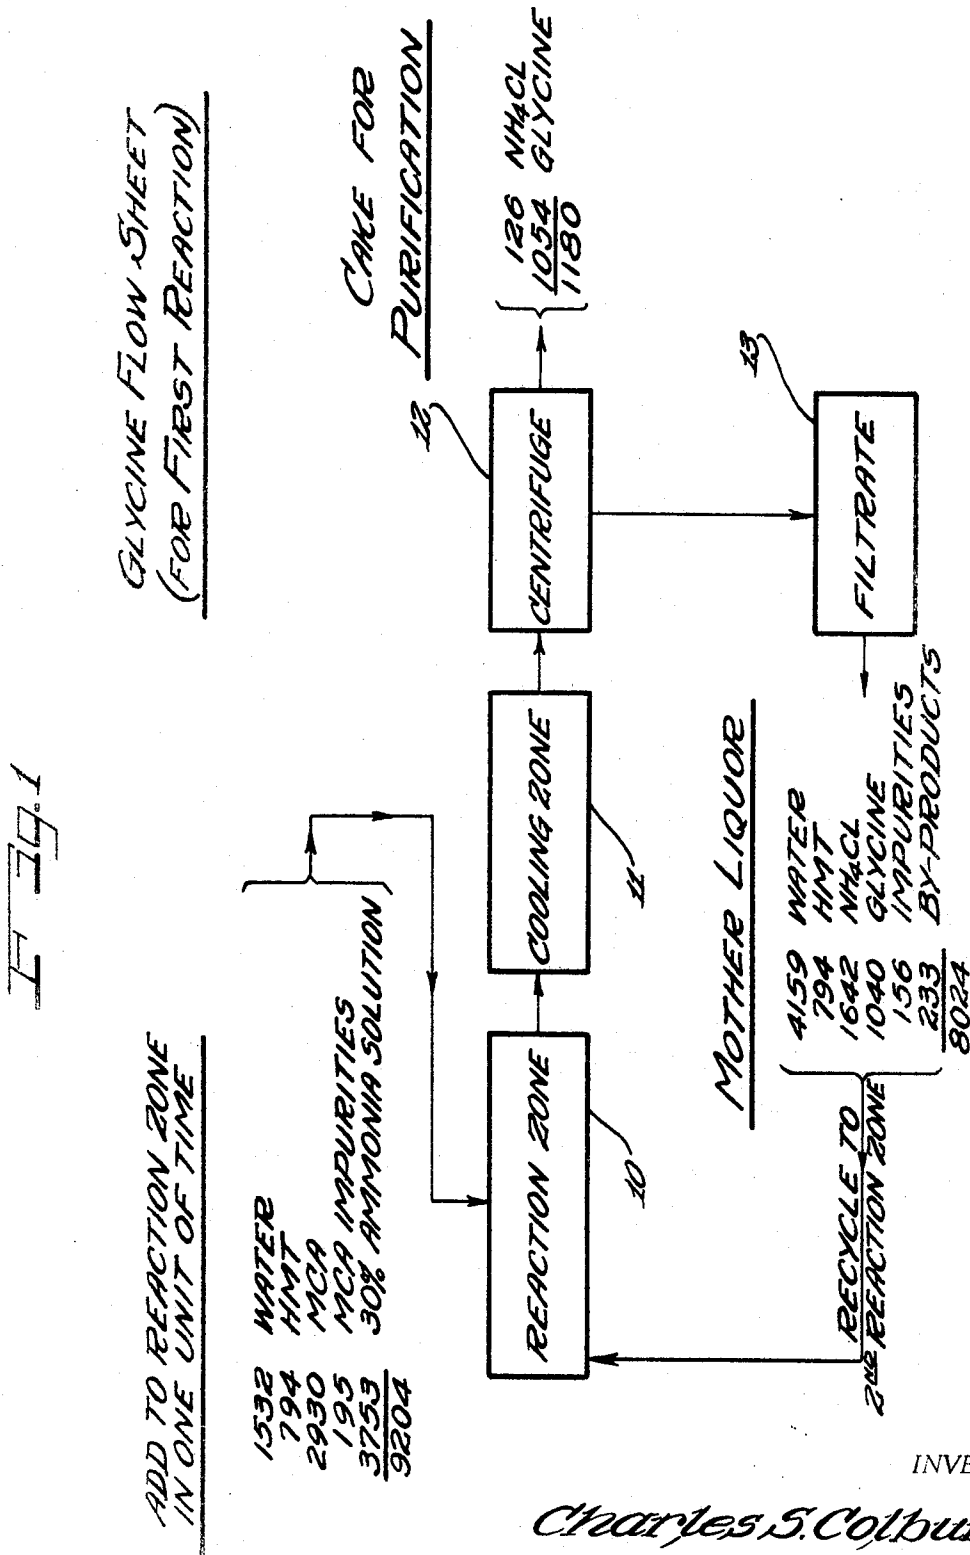 Fig.1
GLYCINE FLOW SHEET
(FOR FIRST REACTION)
ADD TO REACTION ZONE
IN ONE UNIT OF TIME
1532 WATER
794 HMT
2930 MCA
195 MCA IMPURITIES
3753 30% AMMONIA SOLUTION
9204
CAKE FOR
PURIFICATION
126 NH4CL
1054 GLYCINE
1180
REACTION ZONE
10
COOLING ZONE
11
CENTRIFUGE
12
FILTRATE
13
MOTHER LIQUOR
4159 WATER
794 HMT
1642 NH4CL
1040 GLYCINE
156 IMPURITIES
233 BY-PRODUCTS
8024
RECYCLE TO
2ND REACTION ZONE
INVE
Charles S. Colbu